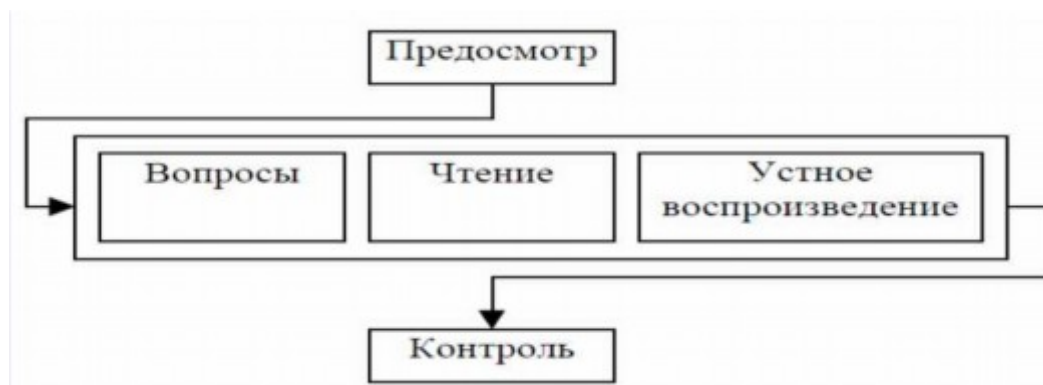 Предосмотр
Вопросы
Чтение
Устное
воспроизведение
Контроль